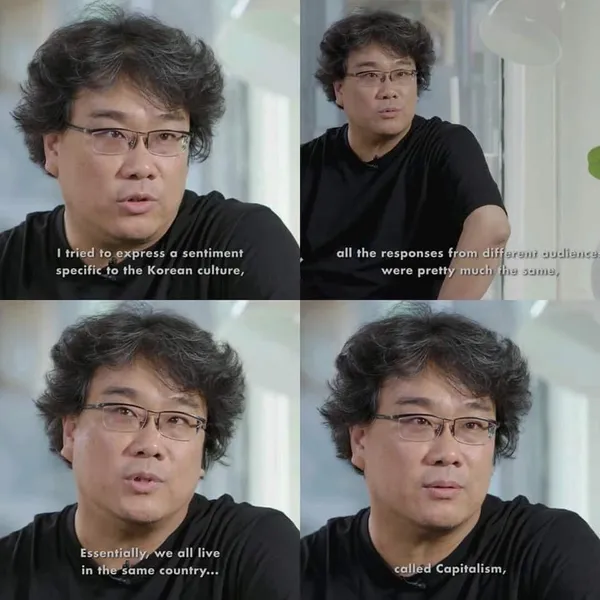 I tried to express a sentiment
specific to the Korean culture,
all the responses from different audience
were pretty much the same,
Essentially, we all live
in the same country...
called Capitalism,